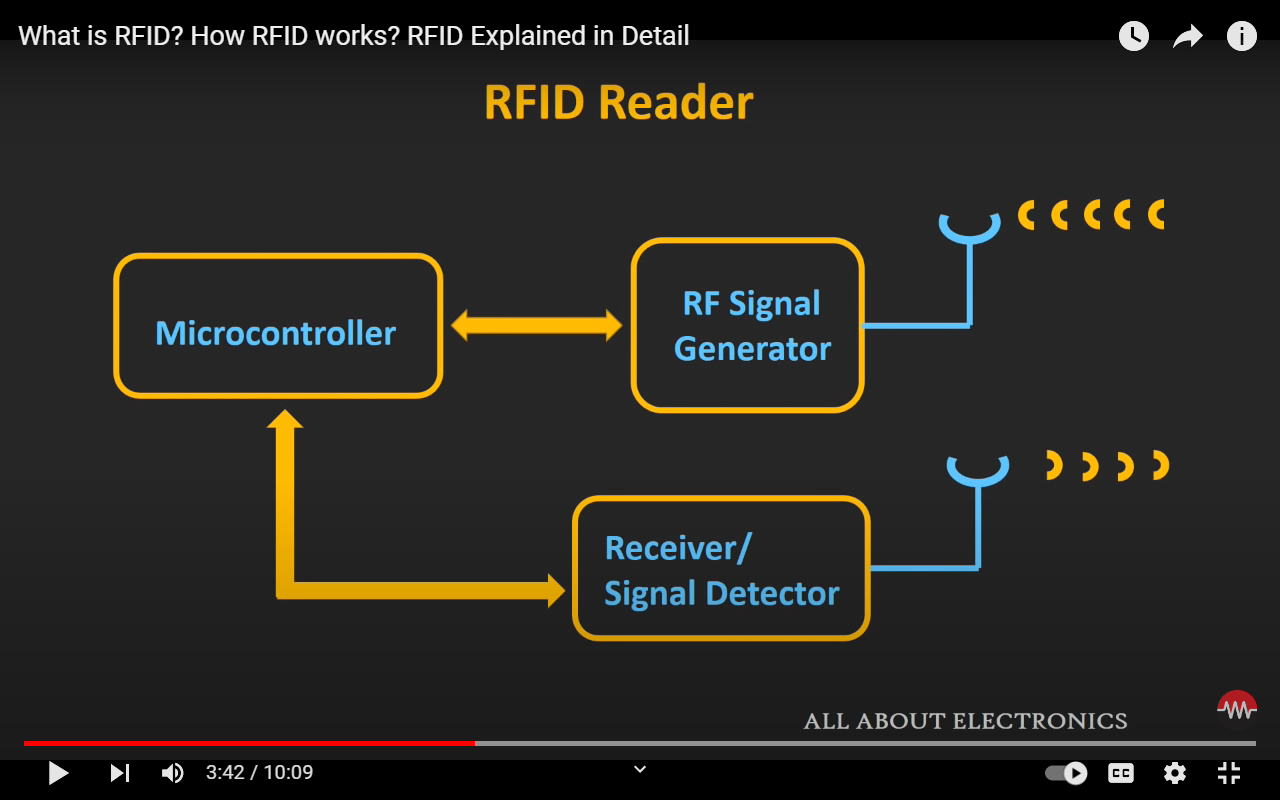 What is RFID? How RFID works? RFID Explained in Detail
RFID Reader
Microcontroller
RF Signal
Generator
Receiver/
Signal Detector
ALL ABOUT ELECTRONICS
3:42 / 10:09
CC